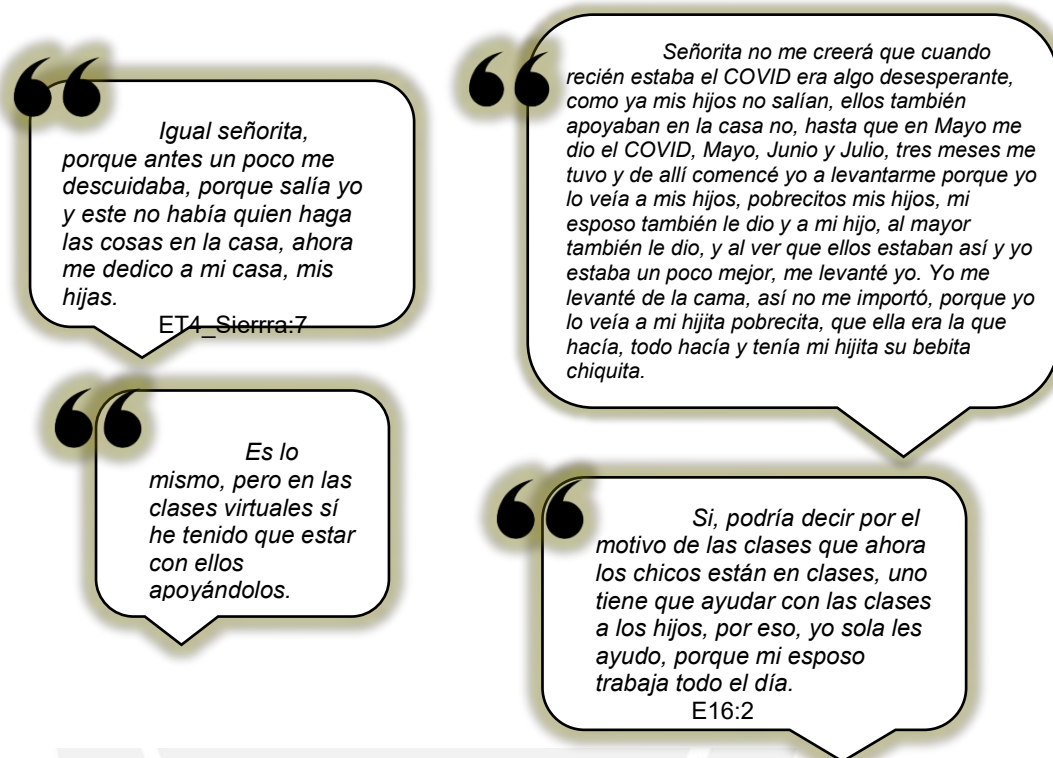 Igual señorita,
porque antes un poco me
descuidaba, porque salía yo
y este no había quien haga
las cosas en la casa, ahora
me dedico a mi casa, mis
hijas.
ET4_Sierrra:7
Señorita no me creerá que cuando
recién estaba el COVID era algo desesperante,
como ya mis hijos no salían, ellos también
apoyaban en la casa no, hasta que en Mayo me
dio el COVID, Mayo, Junio y Julio, tres meses me
tuvo y de allí comencé yo a levantarme porque yo
lo veía a mis hijos, pobrecitos mis hijos, mi
esposo también le dio y a mi hijo, al mayor
también le dio, y al ver que ellos estaban así y yo
estaba un poco mejor, me levanté yo. Yo me
levanté de la cama, así no me importó, porque yo
lo veía a mi hijita pobrecita, que ella era la que
hacía, todo hacía y tenía mi hijita su bebita
chiquita.
Es lo
mismo, pero en las
clases virtuales sí
he tenido que estar
con ellos
apoyándolos.
Si, podría decir por el
motivo de las clases que ahora
los chicos están en clases, uno
tiene que ayudar con las clases
a los hijos, por eso, yo sola les
ayudo, porque mi esposo
trabaja todo el día.
E16:2